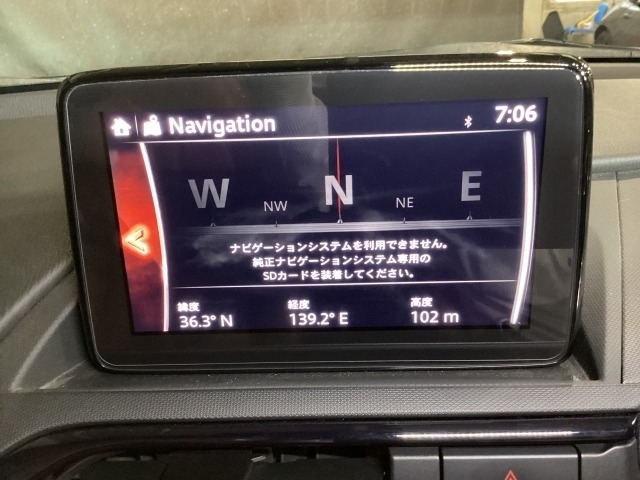 Navigation
7:06
W NW N NE E
ナビゲーションシステムを利用できません。
純正ナビゲーションシステム専用の
SDカードを装着してください。
緯度 経度 高度
36.3° N 139.2° E 102 m